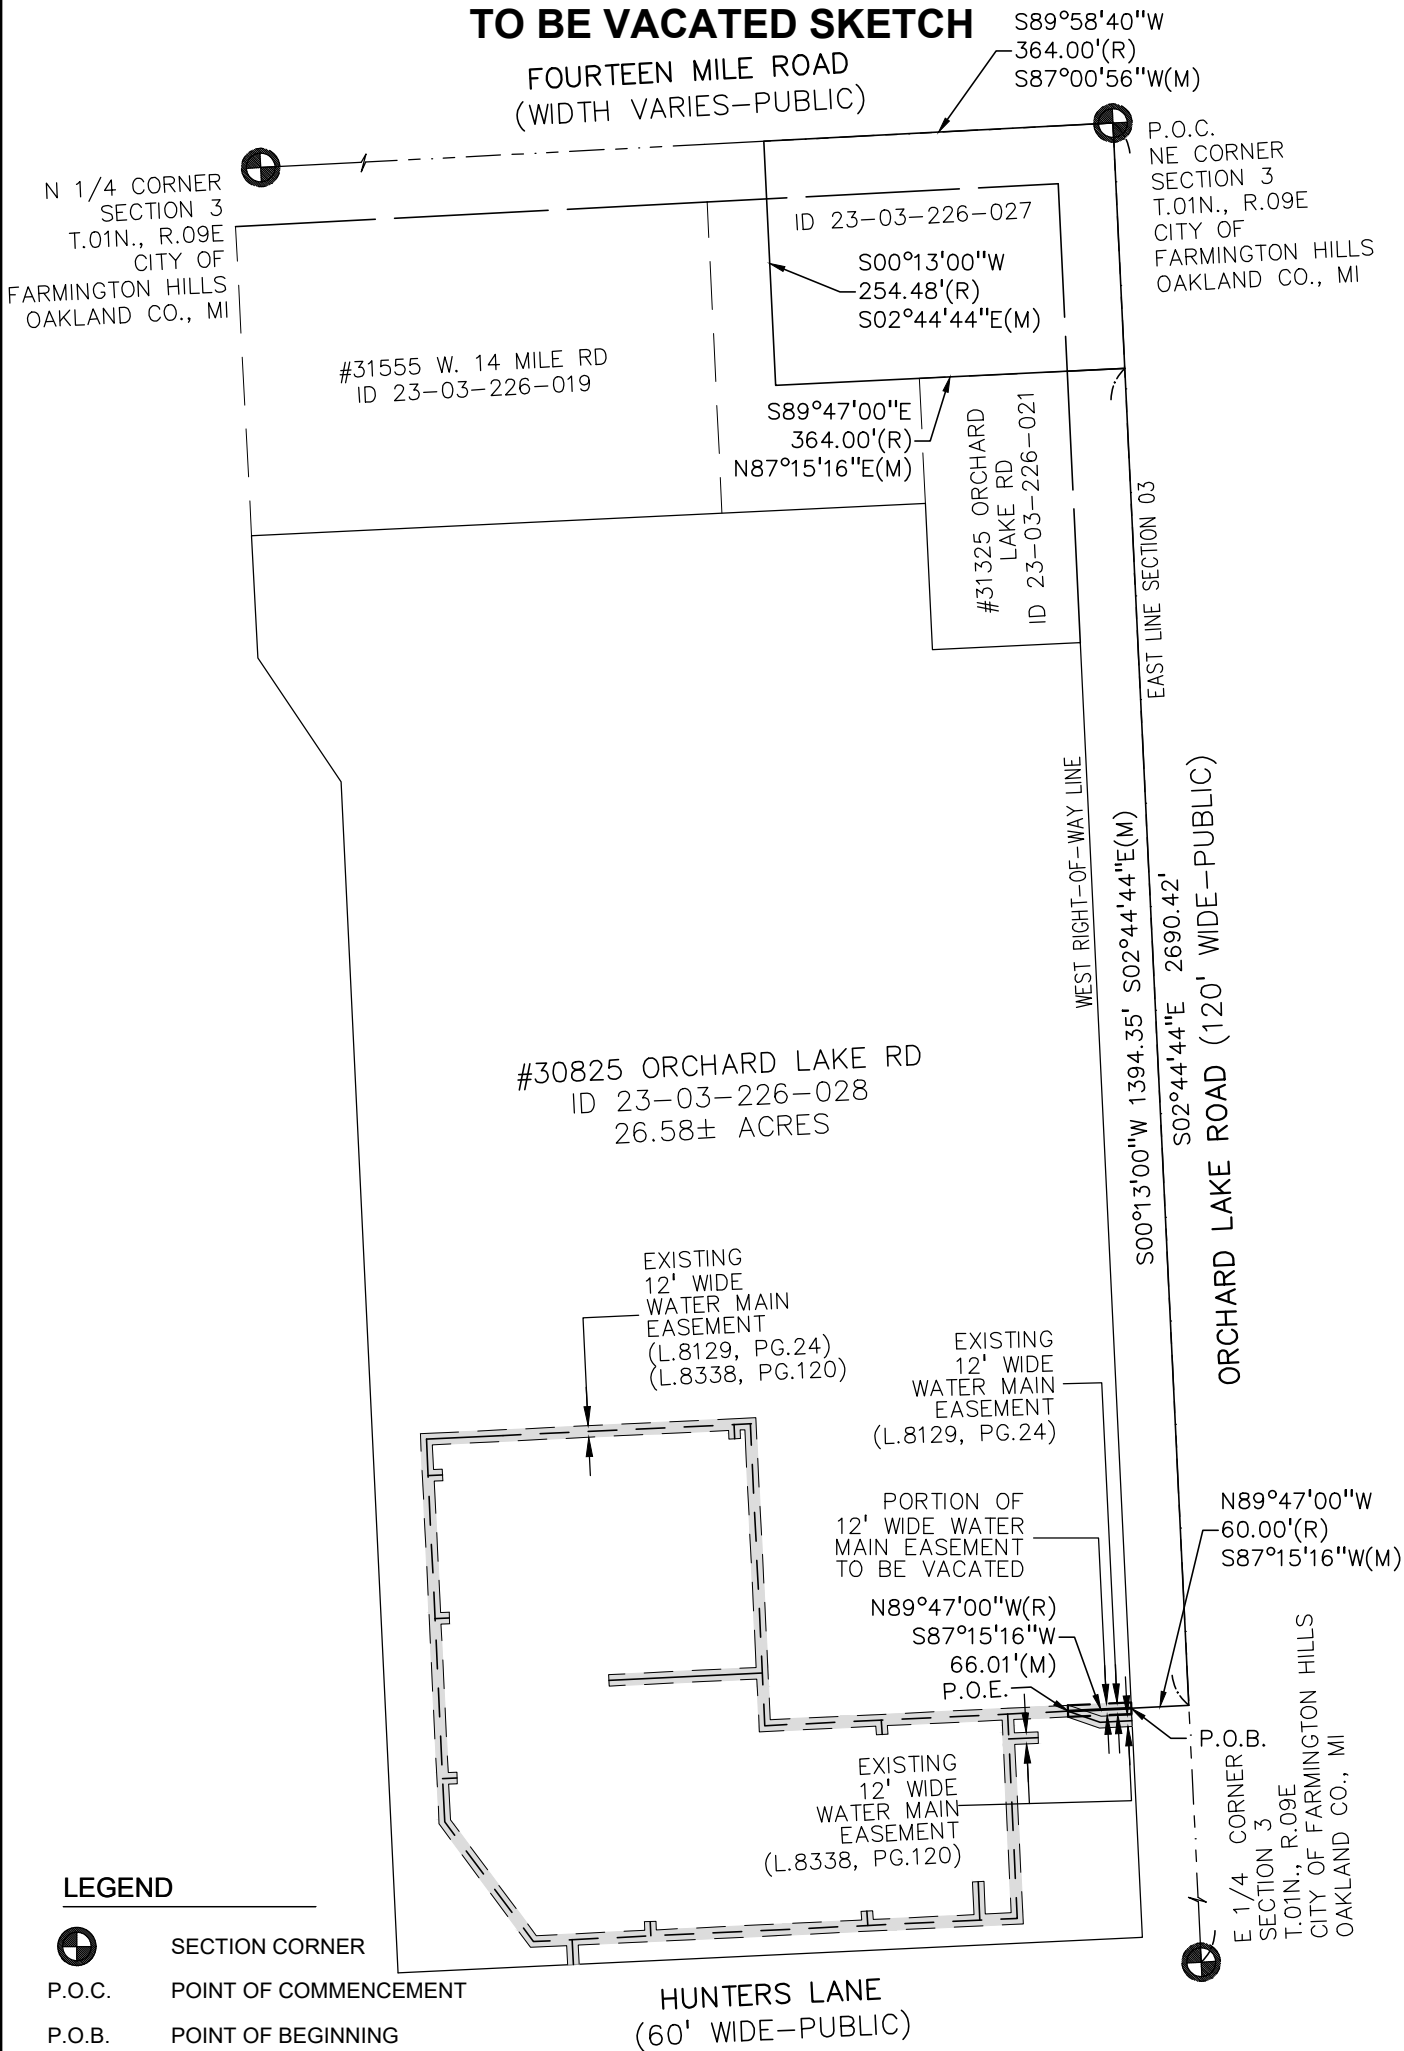 TO BE VACATED SKETCH
FOURTEEN MILE ROAD
(WIDTH VARIES-PUBLIC)
S89°58'40"W
364.00'(R)
S87°00'56"W(M)
N 1/4 CORNER
SECTION 3
T.01N., R.09E
CITY OF
FARMINGTON HILLS
OAKLAND CO., MI
P.O.C.
NE CORNER
SECTION 3
T.01N., R.09E
CITY OF
FARMINGTON HILLS
OAKLAND CO., MI
ID 23-03-226-027
S00°13'00"W
254.48'(R)
S02°44'44"E(M)
#31555 W. 14 MILE RD
ID 23-03-226-019
S89°47'00"E
364.00'(R)
N87°15'16"E(M)
#31325 ORCHARD
LAKE RD
ID 23-03-226-021
EAST LINE SECTION 03
WEST RIGHT-OF-WAY LINE
S00°13'00"W 1394.35' S02°44'44"E(M)
S02°44'44"E 2690.42'
ORCHARD LAKE ROAD (120' WIDE-PUBLIC)
#30825 ORCHARD LAKE RD
ID 23-03-226-028
26.58± ACRES
EXISTING
12' WIDE
WATER MAIN
EASEMENT
(L.8129, PG.24)
(L.8338, PG.120)
EXISTING
12' WIDE
WATER MAIN
EASEMENT
(L.8129, PG.24)
PORTION OF
12' WIDE WATER
MAIN EASEMENT
TO BE VACATED
N89°47'00"W(R)
S87°15'16"W
66.01'(M)
P.O.E.
N89°47'00"W
60.00'(R)
S87°15'16"W(M)
P.O.B.
EXISTING
12' WIDE
WATER MAIN
EASEMENT
(L.8338, PG.120)
E 1/4 CORNER
SECTION 3
T.01N., R.09E
CITY OF FARMINGTON HILLS
OAKLAND CO., MI
HUNTERS LANE
(60' WIDE-PUBLIC)
LEGEND
SECTION CORNER
P.O.C. POINT OF COMMENCEMENT
P.O.B. POINT OF BEGINNING